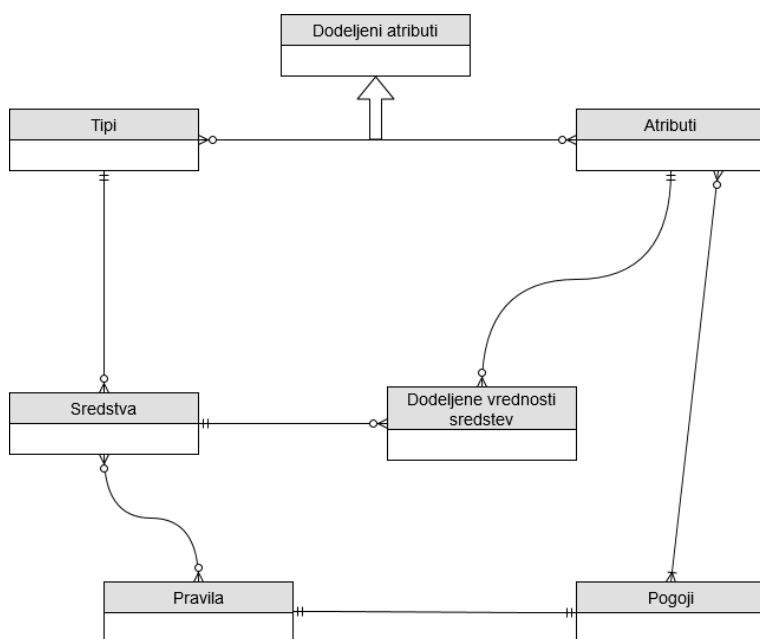 Dodeljeni atributi
Tipi
Atributi
Sredstva
Dodeljene vrednosti
sredstev
Pravila
Pogoji